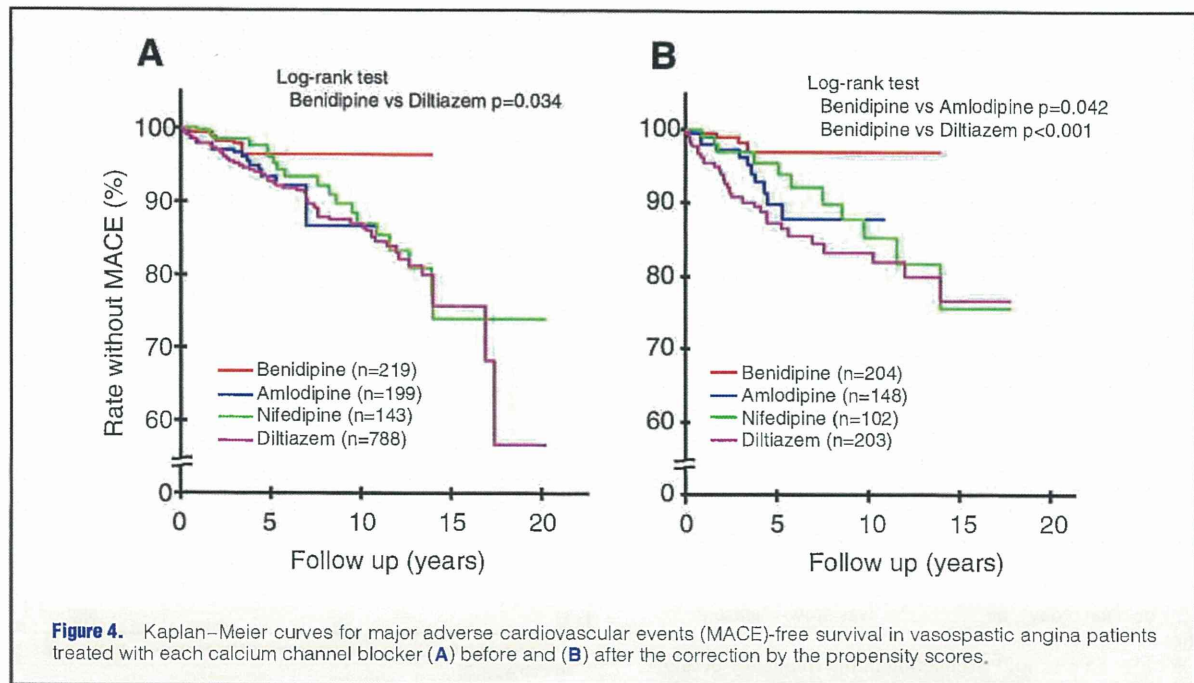 A
Log-rank test
Benidipine vs Diltiazem p=0.034
Rate without MACE (%)
100
90
80
70
60
0
Benidipine (n=219)
Amlodipine (n=199)
Nifedipine (n=143)
Diltiazem (n=788)
0 5 10 15 20
Follow up (years)
B
Log-rank test
Benidipine vs Amlodipine p=0.042
Benidipine vs Diltiazem p<0.001
100
90
80
70
60
0
Benidipine (n=204)
Amlodipine (n=148)
Nifedipine (n=102)
Diltiazem (n=203)
0 5 10 15 20
Follow up (years)
Figure 4. Kaplan–Meier curves for major adverse cardiovascular events (MACE)-free survival in vasospastic angina patients
treated with each calcium channel blocker (A) before and (B) after the correction by the propensity scores.